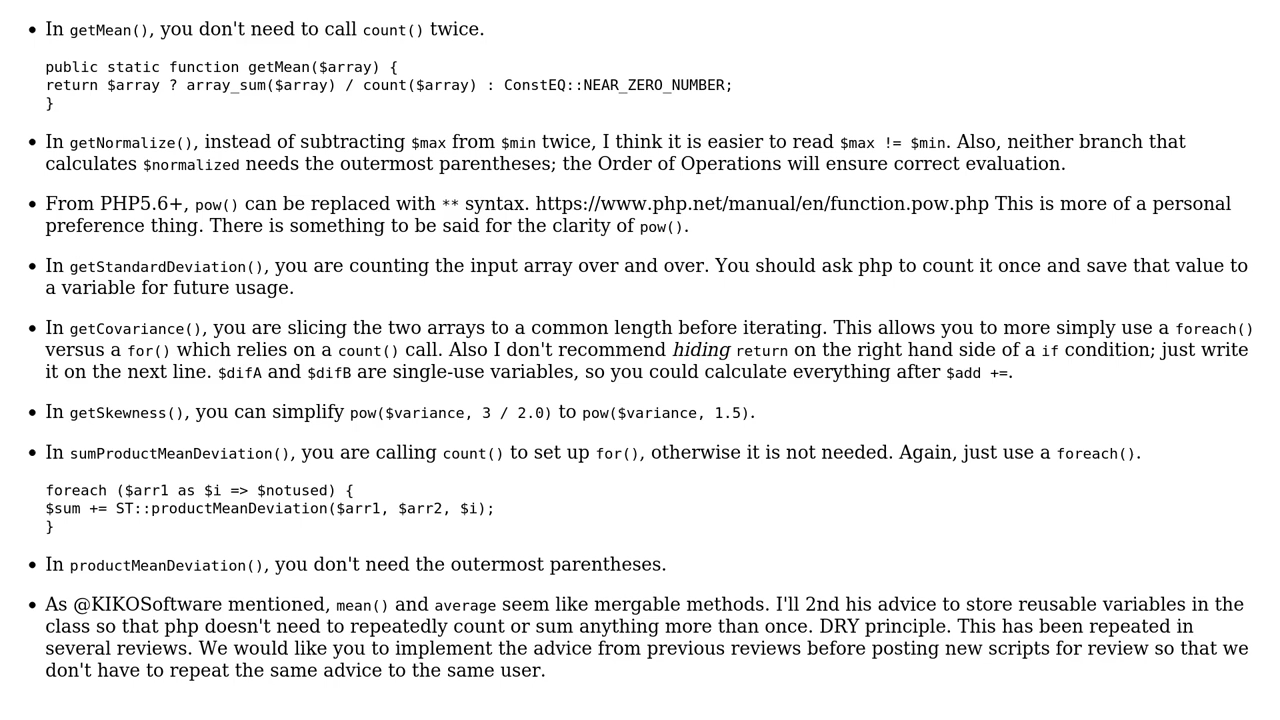 • In getMean(), you don't need to call count() twice.
public static function getMean($array) {
return $array ? array_sum($array) / count($array) : ConstEQ::NEAR_ZERO_NUMBER;
}
• In getNormalize(), instead of subtracting $max from $min twice, I think it is easier to read $max != $min. Also, neither branch that
calculates $normalized needs the outermost parentheses; the Order of Operations will ensure correct evaluation.
• From PHP5.6+, pow() can be replaced with ** syntax. https://www.php.net/manual/en/function.pow.php This is more of a personal
preference thing. There is something to be said for the clarity of pow().
• In getStandardDeviation(), you are counting the input array over and over. You should ask php to count it once and save that value to
a variable for future usage.
• In getCovariance(), you are slicing the two arrays to a common length before iterating. This allows you to more simply use a foreach()
versus a for() which relies on a count() call. Also I don't recommend hiding return on the right hand side of a if condition; just write
it on the next line. $difA and $difB are single-use variables, so you could calculate everything after $add +=.
• In getSkewness(), you can simplify pow($variance, 3 / 2.0) to pow($variance, 1.5).
• In sumProductMeanDeviation(), you are calling count() to set up for(), otherwise it is not needed. Again, just use a foreach().
foreach ($arr1 as $i => $notused) {
$sum += ST::productMeanDeviation($arr1, $arr2, $i);
}
• In productMeanDeviation(), you don't need the outermost parentheses.
• As @KIKOSoftware mentioned, mean() and average seem like mergable methods. I'll 2nd his advice to store reusable variables in the
class so that php doesn't need to repeatedly count or sum anything more than once. DRY principle. This has been repeated in
several reviews. We would like you to implement the advice from previous reviews before posting new scripts for review so that we
don't have to repeat the same advice to the same user.